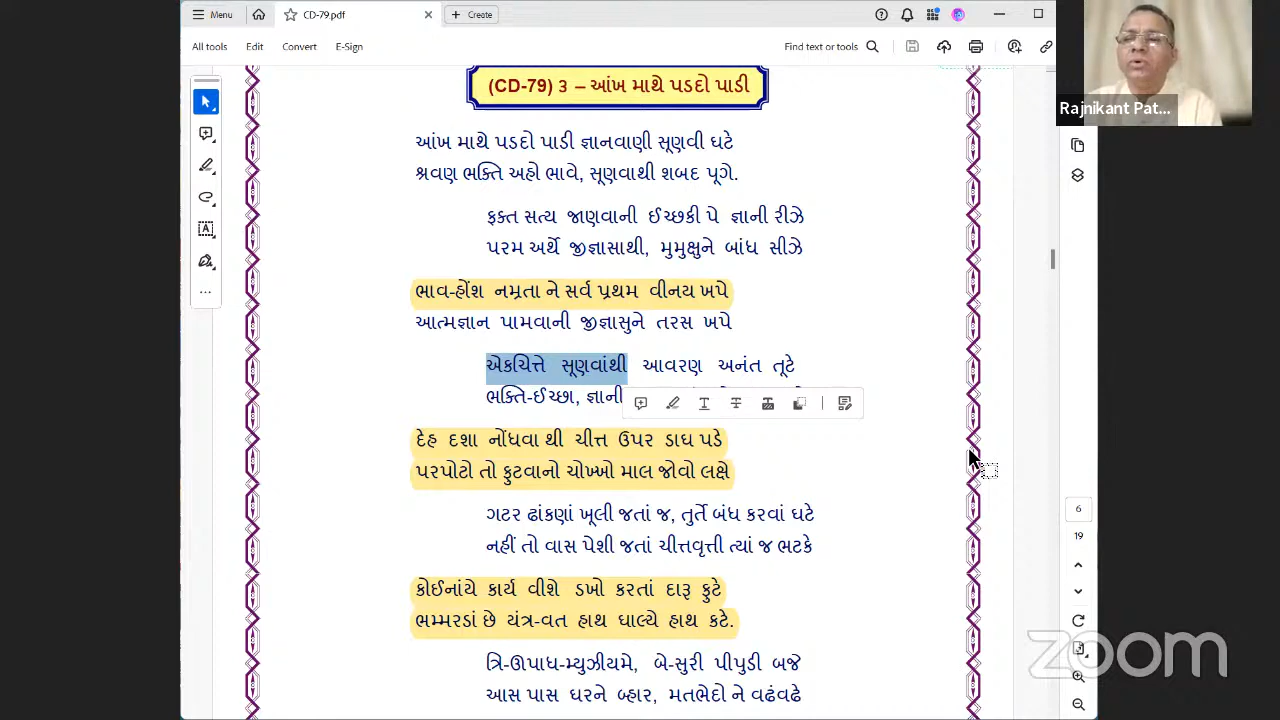 Menu
CD-79.pdf
Create
All tools
Edit
Convert
E-Sign
Find text or tools
Rajnikant Pat...
(CD-79) 3 – આંખ માથે પડદો પાડી
આંખ માથે પડદો પાડી જ્ઞાનવાણી સૂણવી ઘટે
શ્રવણ ભક્તિ અહો ભાવે, સૂણવાથી શબદ પૂગે.
ફક્ત સત્ય જાણવાની ઈચ્છકી પે જ્ઞાની રીઝે
પરમ અર્થે જીજ્ઞાસાથી, મુમુક્ષુને બાંધ સીઝે
ભાવ-હોંશ નમ્રતા ને સર્વ પ્રથમ વીનય ખપે
આત્મજ્ઞાન પામવાની જીજ્ઞાસુને તરસ ખપે
એકચિત્તે સૂણવાંથી આવરણ અનંત તૂટે
ભક્તિ-ઈચ્છા, જ્ઞાની
દેહ દશા નોંધવા થી ચીત્ત ઉપર ડાઘ પડે
પરપોટો તો ફુટવાનો ચોખ્ખો માલ જોવો લક્ષે
ગટર ઢાંકણાં ખૂલી જતાં જ, તુર્તે બંધ કરવાં ઘટે
નહીં તો વાસ પેશી જતાં ચીત્તવૃત્તી ત્યાં જ ભટકે
કોઈનાંયે કાર્ય વીશે ડખો કરતાં દારૂ ફુટે
ભમ્મરડાં છે યંત્ર-વત હાથ ઘાલ્યે હાથ કટે.
ત્રિ-ઊપાધ-મ્યુઝીયમે, બે-સુરી પીપુડી બજે
આસ પાસ ઘરને બ્હાર, મતભેદો ને વઢંવઢે
6
19
zoom